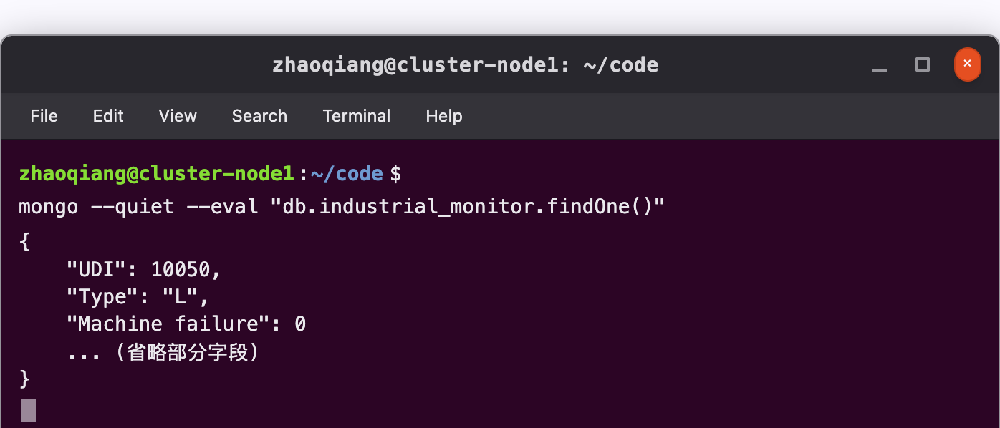 zhaoqiang@cluster-node1: ~/code
File Edit View Search Terminal Help
zhaoqiang@cluster-node1:~/code$
mongo --quiet --eval "db.industrial_monitor.findOne()"
{
    "UDI": 10050,
    "Type": "L",
    "Machine failure": 0
    ... (省略部分字段)
}